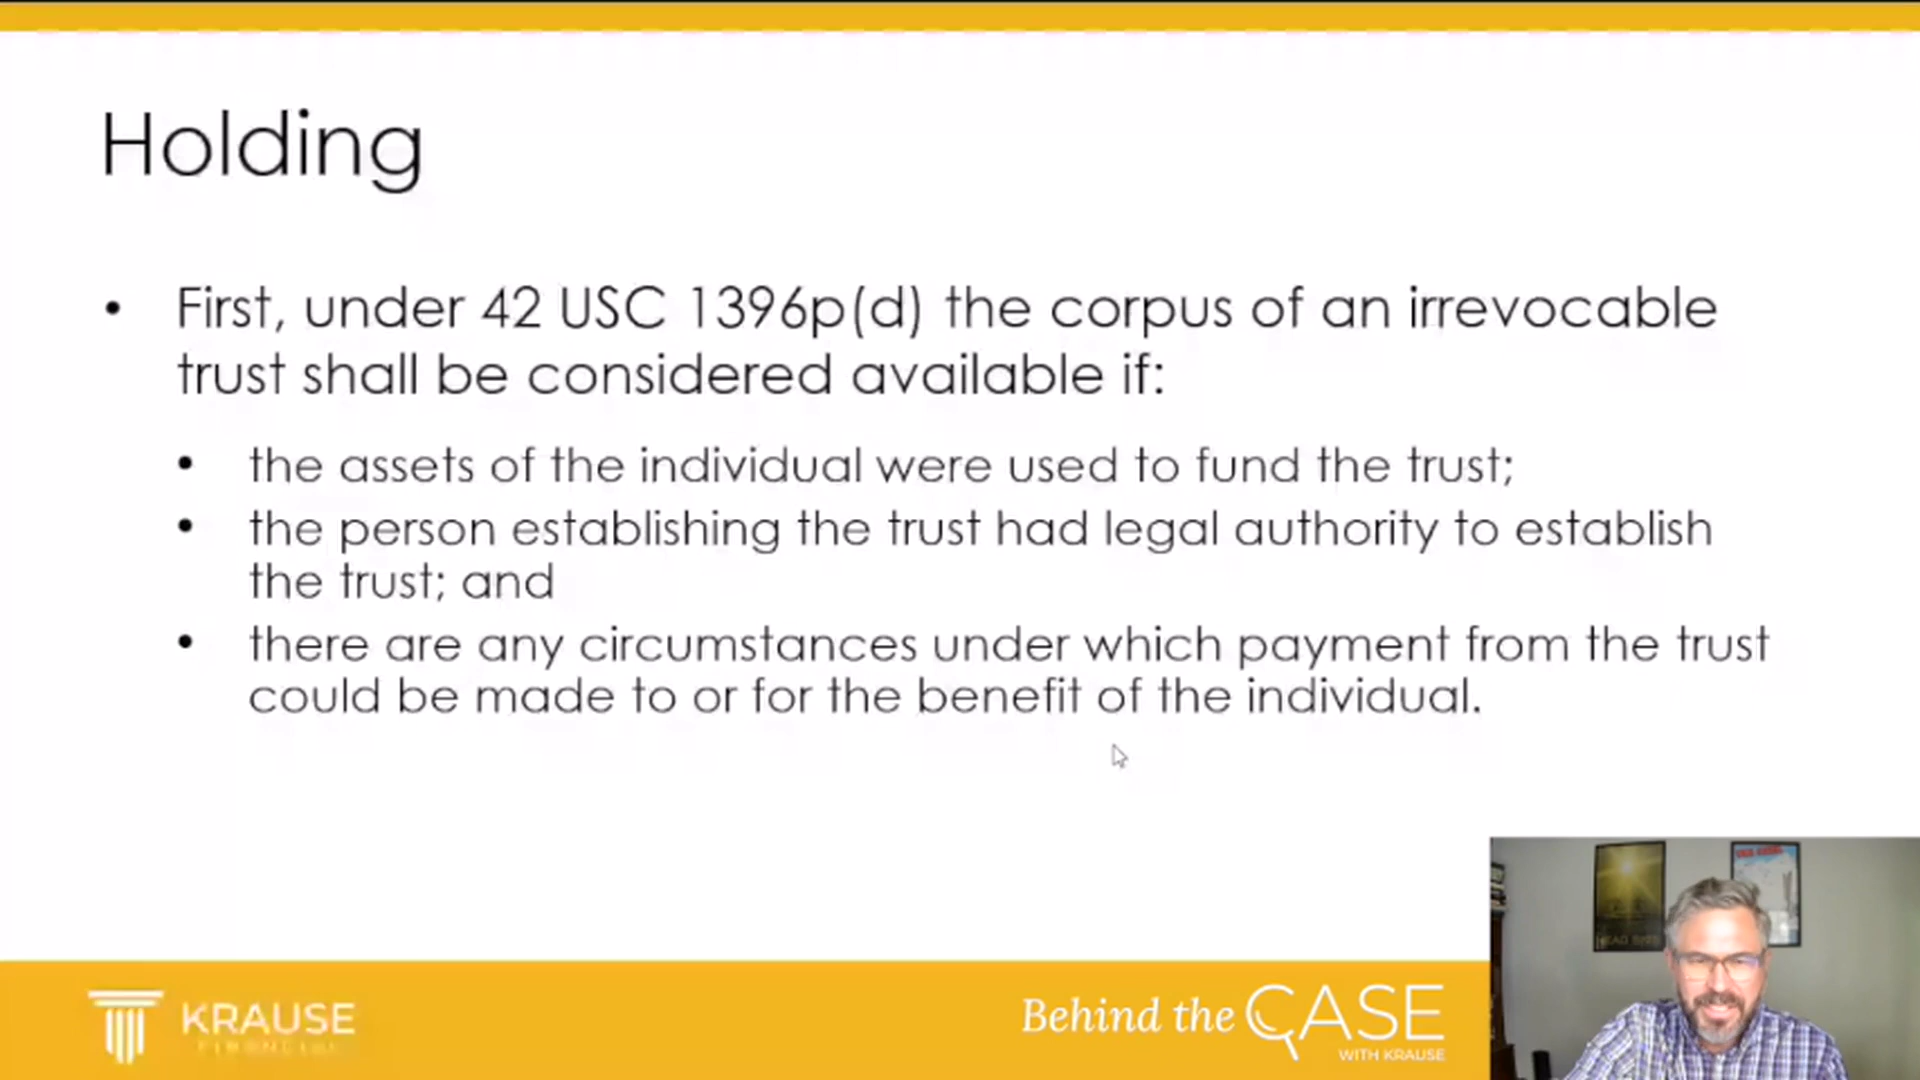 Holding
• First, under 42 USC 1396p(d) the corpus of an irrevocable
trust shall be considered available if:
• the assets of the individual were used to fund the trust;
• the person establishing the trust had legal authority to establish
the trust; and
• there are any circumstances under which payment from the trust
could be made to or for the benefit of the individual.
KRAUSE
FINANCIAL
Behind the CASE
WITH KRAUSE